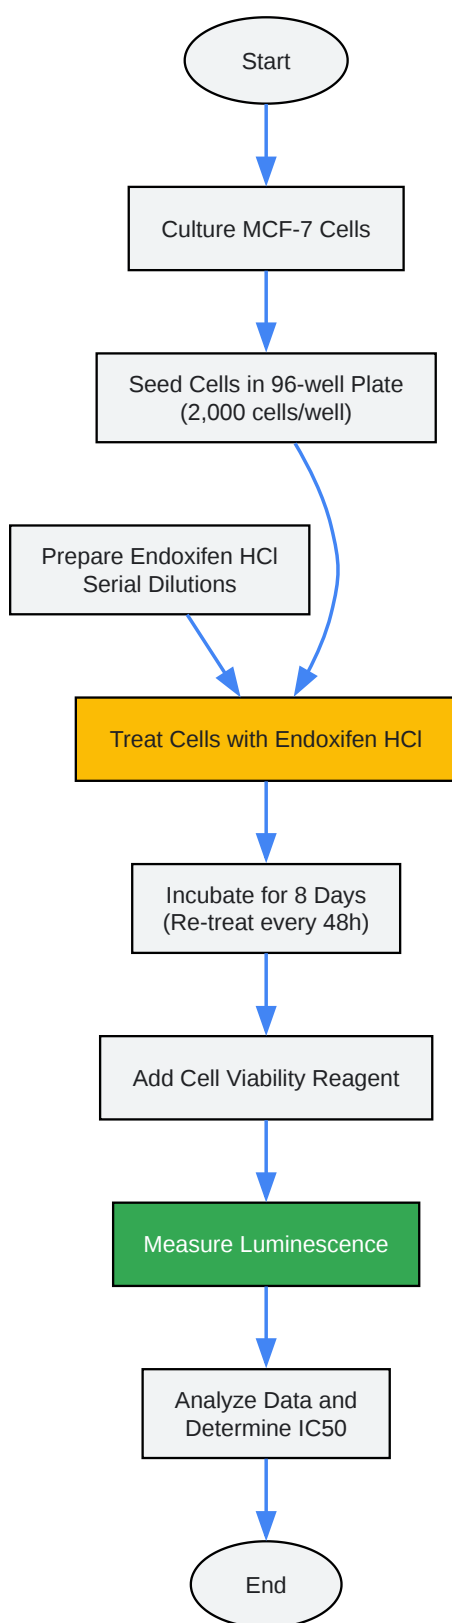 Start
Culture MCF-7 Cells
Seed Cells in 96-well Plate
(2,000 cells/well)
Prepare Endoxifen HCl
Serial Dilutions
Treat Cells with Endoxifen HCl
Incubate for 8 Days
(Re-treat every 48h)
Add Cell Viability Reagent
Measure Luminescence
Analyze Data and
Determine IC50
End